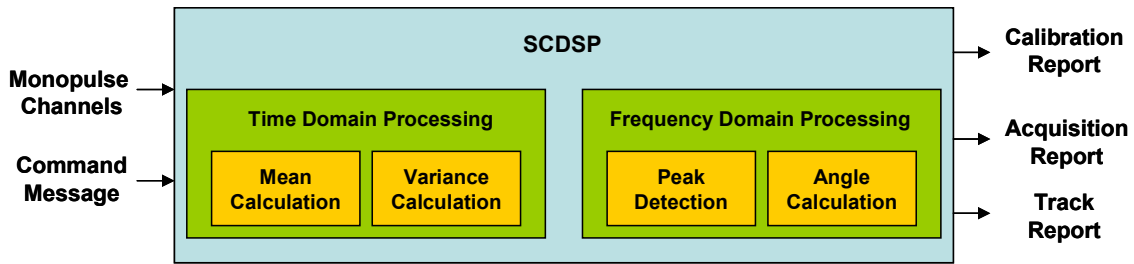 SCDSP
Monopulse
Channels
Command
Message
Time Domain Processing
Mean
Calculation
Variance
Calculation
Frequency Domain Processing
Peak
Detection
Angle
Calculation
Calibration
Report
Acquisition
Report
Track
Report